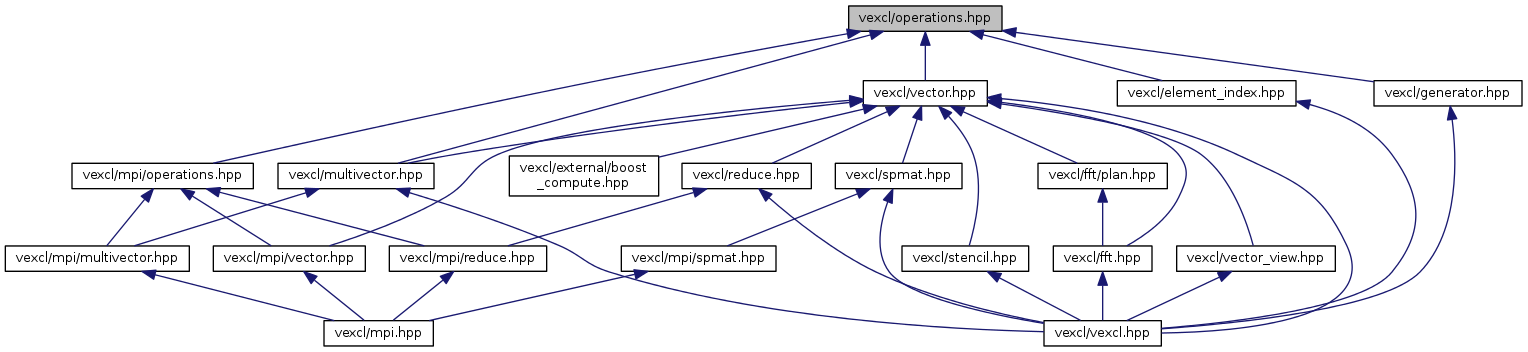 vexcl/operations.hpp
vexcl/vector.hpp
vexcl/element_index.hpp
vexcl/generator.hpp
vexcl/mpi/operations.hpp
vexcl/multivector.hpp
vexcl/external/boost
_compute.hpp
vexcl/reduce.hpp
vexcl/spmat.hpp
vexcl/fft/plan.hpp
vexcl/mpi/multivector.hpp
vexcl/mpi/vector.hpp
vexcl/mpi/reduce.hpp
vexcl/mpi/spmat.hpp
vexcl/stencil.hpp
vexcl/fft.hpp
vexcl/vector_view.hpp
vexcl/mpi.hpp
vexcl/vexcl.hpp